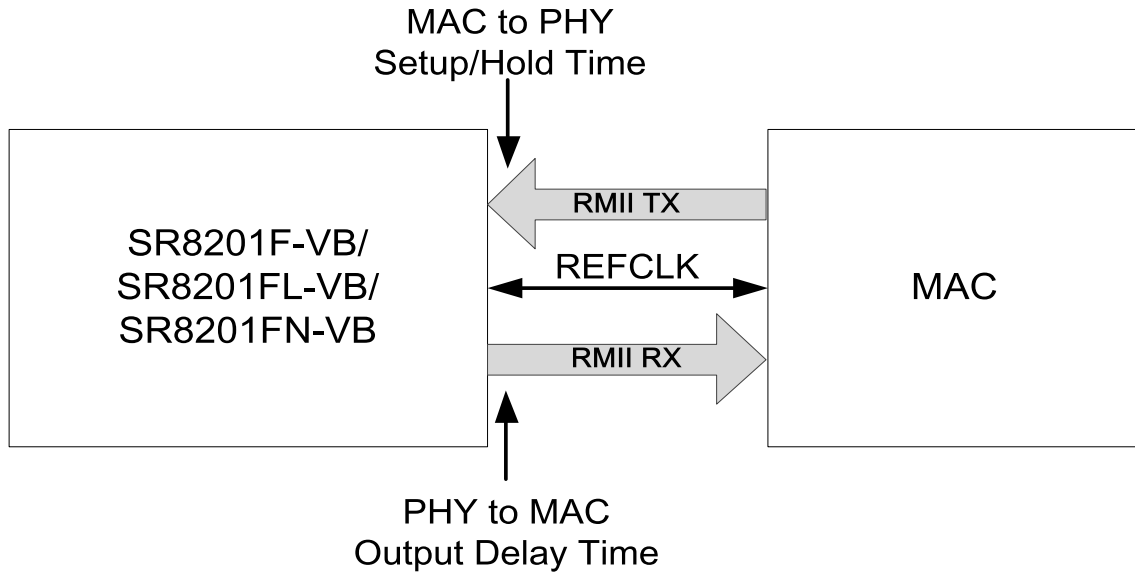 MAC to PHY
Setup/Hold Time
RMII TX
SR8201F-VB/
SR8201FL-VB/
SR8201FN-VB
REFCLK
MAC
RMII RX
PHY to MAC
Output Delay Time